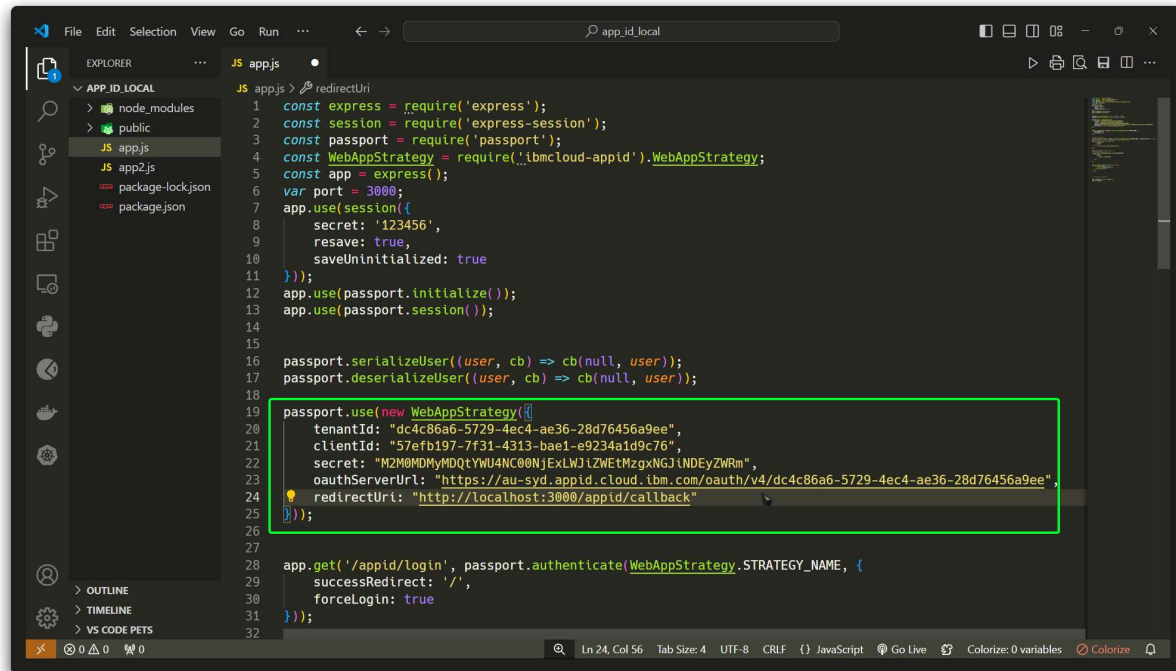 File Edit Selection View Go Run ··· app_id_local
EXPLORER ···
APP_ID_LOCAL
node_modules
public
JS app.js
JS app2.js
package-lock.json
package.json
OUTLINE
TIMELINE
VS CODE PETS
JS app.js
JS app.js > redirectUri
1 const express = require('express');
2 const session = require('express-session');
3 const passport = require('passport');
4 const WebAppStrategy = require('ibmcloud-appid').WebAppStrategy;
5 const app = express();
6 var port = 3000;
7 app.use(session({
8 secret: '123456',
9 resave: true,
10 saveUninitialized: true
11 }));
12 app.use(passport.initialize());
13 app.use(passport.session());
14
15
16 passport.serializeUser((user, cb) => cb(null, user));
17 passport.deserializeUser((user, cb) => cb(null, user));
18
19 passport.use(new WebAppStrategy({
20 tenantId: "dc4c86a6-5729-4ec4-ae36-28d76456a9ee",
21 clientId: "57efb197-7f31-4313-bae1-e9234a1d9c76",
22 secret: "M2M0MDMyMDQtYWU4NC00NjExLWJiZWEtMzgxNGJiNDEyZWRm",
23 oauthServerUrl: "https://au-syd.appid.cloud.ibm.com/oauth/v4/dc4c86a6-5729-4ec4-ae36-28d76456a9ee",
24 redirectUri: "http://localhost:3000/appid/callback"
25 }));
26
27
28 app.get('/appid/login', passport.authenticate(WebAppStrategy.STRATEGY_NAME, {
29 successRedirect: '/',
30 forceLogin: true
31 }));
32
1
0 0 0 Ln 24, Col 56 Tab Size: 4 UTF-8 CRLF {} JavaScript Go Live Colorize: 0 variables Colorize